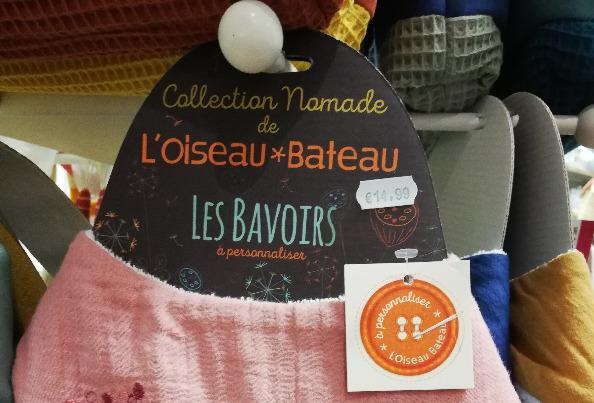 Collection Nomade
de
L'Oiseau*Bateau
€14.99
LES BAVOIRS
à personnaliser
à personnaliser
* L'Oiseau Bateau *